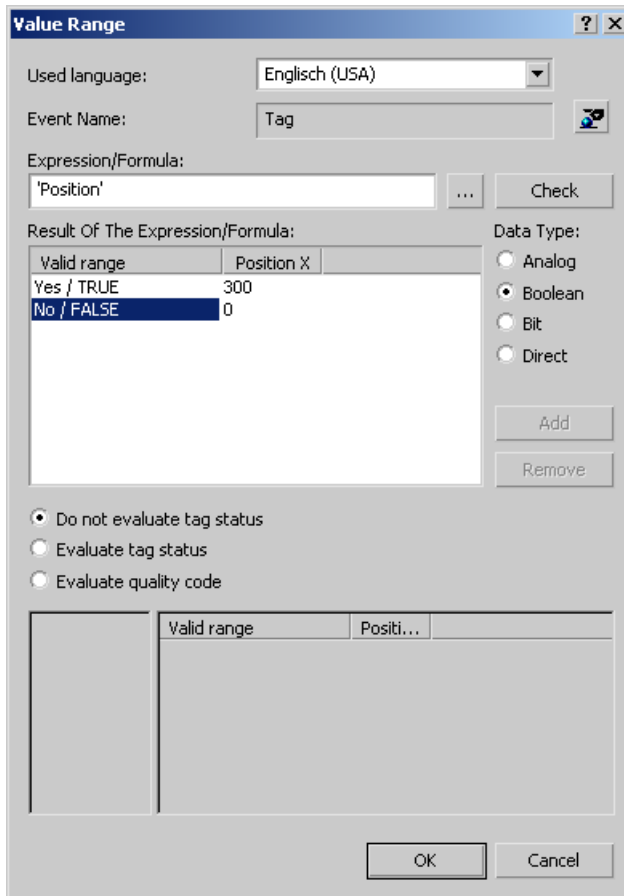 Value Range
Used language: Englisch (USA)
Event Name: Tag
Expression/Formula:
'Position' ... Check
Result Of The Expression/Formula: Data Type:
Valid range Position X
Yes / TRUE 300
No / FALSE 0
Analog
Boolean
Bit
Direct
Add
Remove
Do not evaluate tag status
Evaluate tag status
Evaluate quality code
Valid range Positi...
OK Cancel